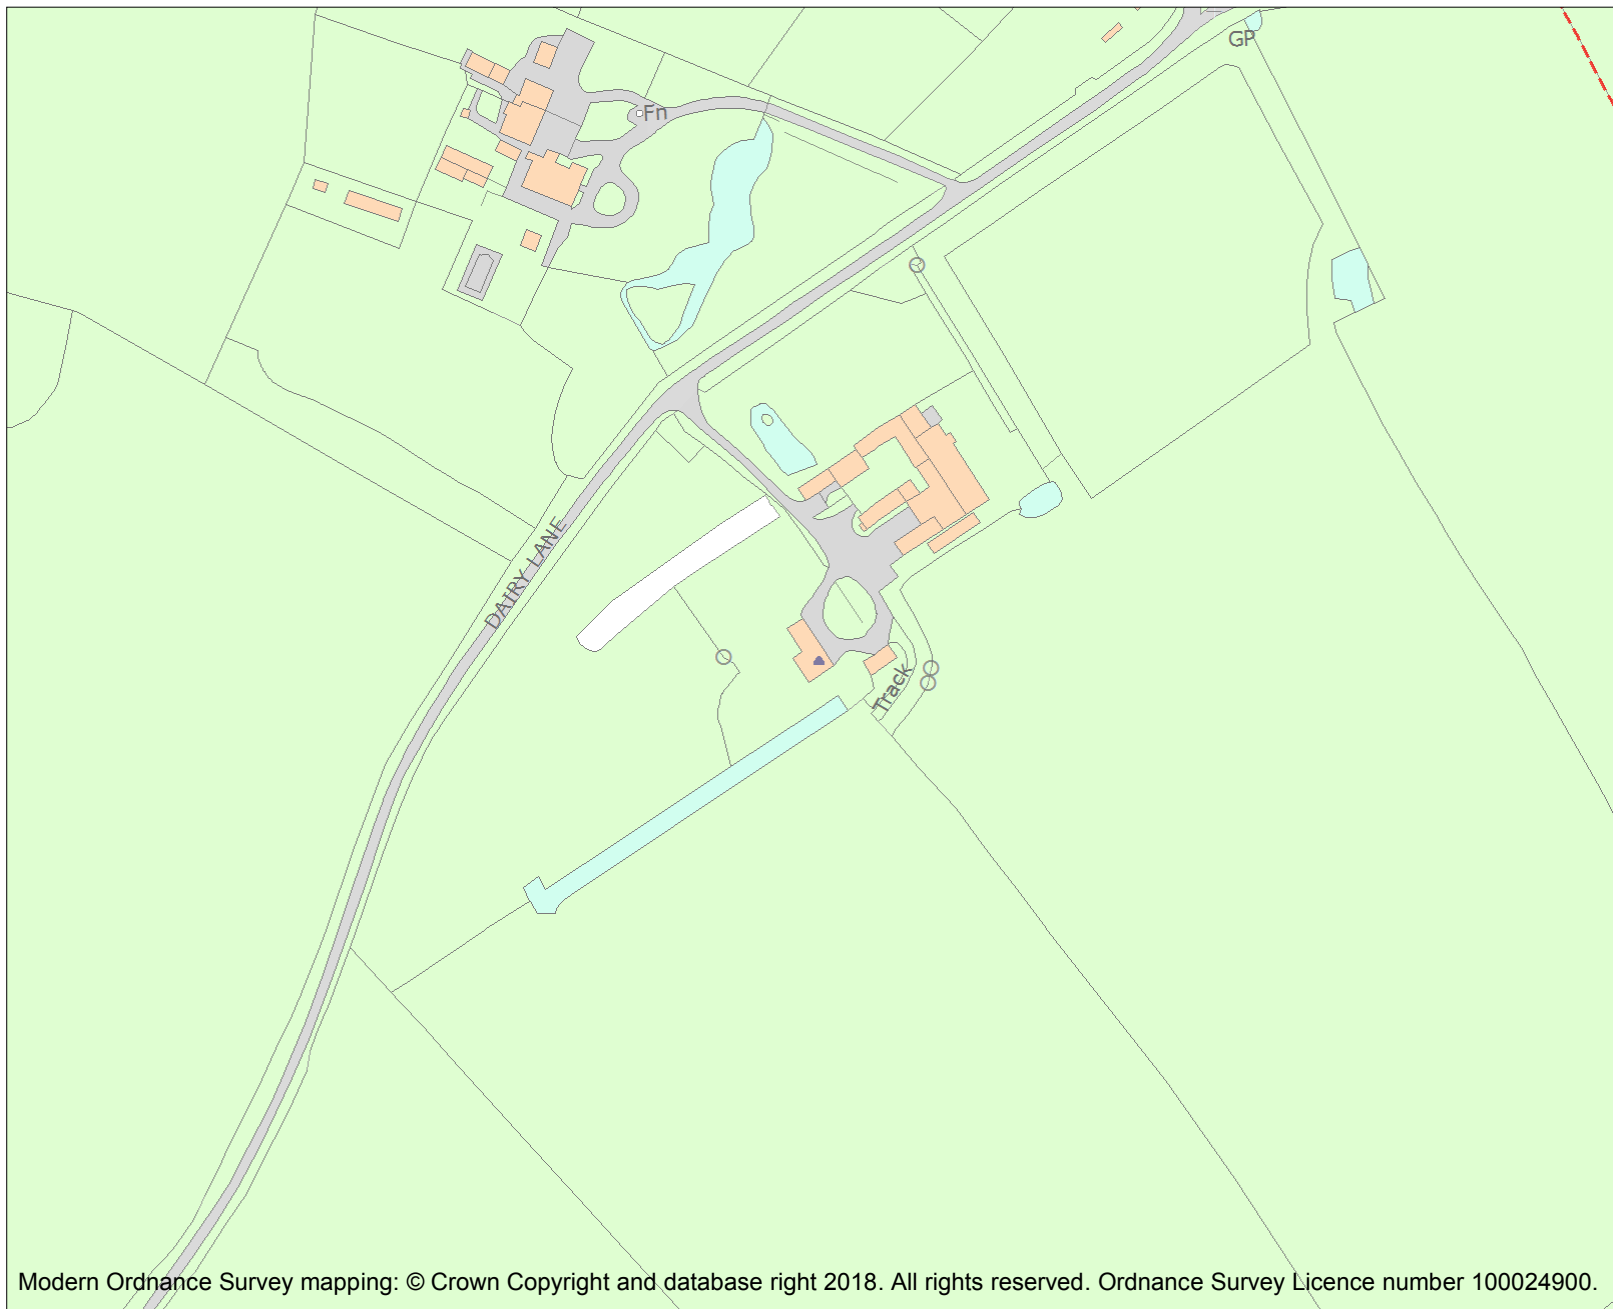 GP
Fn
DAIRY LANE
Track
Modern Ordnance Survey mapping: © Crown Copyright and database right 2018. All rights reserved. Ordnance Survey Licence number 100024900.